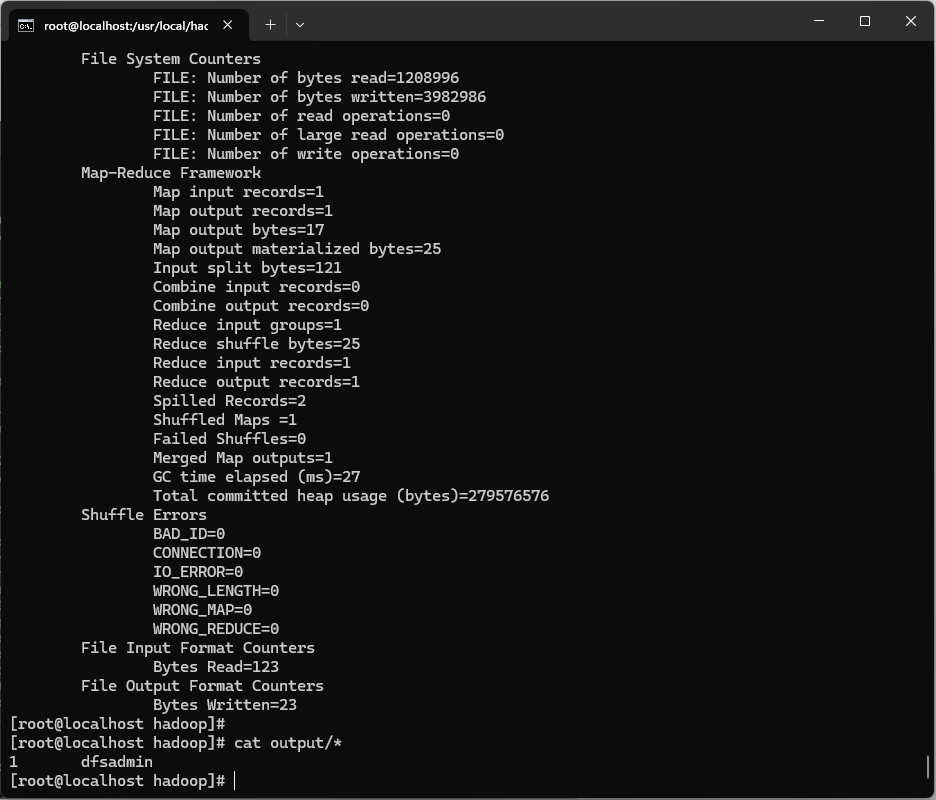 root@localhost:/usr/local/hac
File System Counters
FILE: Number of bytes read=1208996
FILE: Number of bytes written=3982986
FILE: Number of read operations=0
FILE: Number of large read operations=0
FILE: Number of write operations=0
Map-Reduce Framework
Map input records=1
Map output records=1
Map output bytes=17
Map output materialized bytes=25
Input split bytes=121
Combine input records=0
Combine output records=0
Reduce input groups=1
Reduce shuffle bytes=25
Reduce input records=1
Reduce output records=1
Spilled Records=2
Shuffled Maps =1
Failed Shuffles=0
Merged Map outputs=1
GC time elapsed (ms)=27
Total committed heap usage (bytes)=279576576
Shuffle Errors
BAD_ID=0
CONNECTION=0
IO_ERROR=0
WRONG_LENGTH=0
WRONG_MAP=0
WRONG_REDUCE=0
File Input Format Counters
Bytes Read=123
File Output Format Counters
Bytes Written=23
[root@localhost hadoop]#
[root@localhost hadoop]# cat output/*
1 dfsadmin
[root@localhost hadoop]#